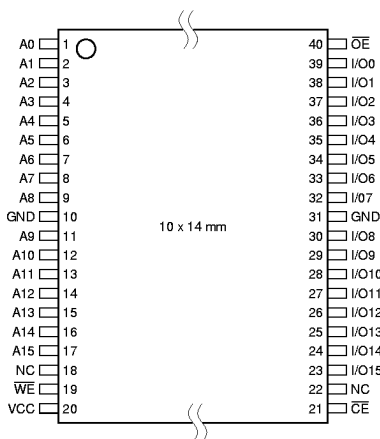 A0 1 40 O̅E̅
A1 2 39 I/O0
A2 3 38 I/O1
A3 4 37 I/O2
A4 5 36 I/O3
A5 6 35 I/O4
A6 7 34 I/O5
A7 8 33 I/O6
A8 9 32 I/07
GND 10 31 GND
10 x 14 mm
A9 11 30 I/O8
A10 12 29 I/O9
A11 13 28 I/O10
A12 14 27 I/O11
A13 15 26 I/O12
A14 16 25 I/O13
A15 17 24 I/O14
NC 18 23 I/O15
W̅E̅ 19 22 NC
VCC 20 21 C̅E̅